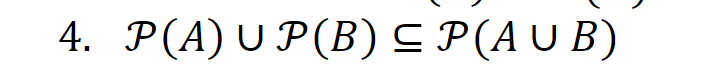 4. 𝒫(A) ∪ 𝒫(B) ⊆ 𝒫(A ∪ B)